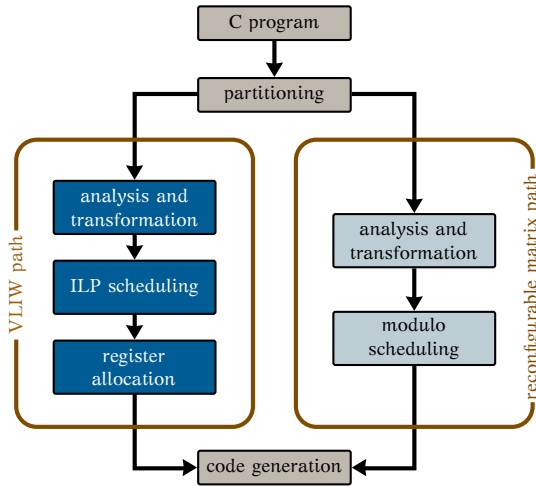 C program
partitioning
VLIW path
analysis and
transformation
ILP scheduling
register
allocation
reconfigurable matrix path
analysis and
transformation
modulo
scheduling
code generation